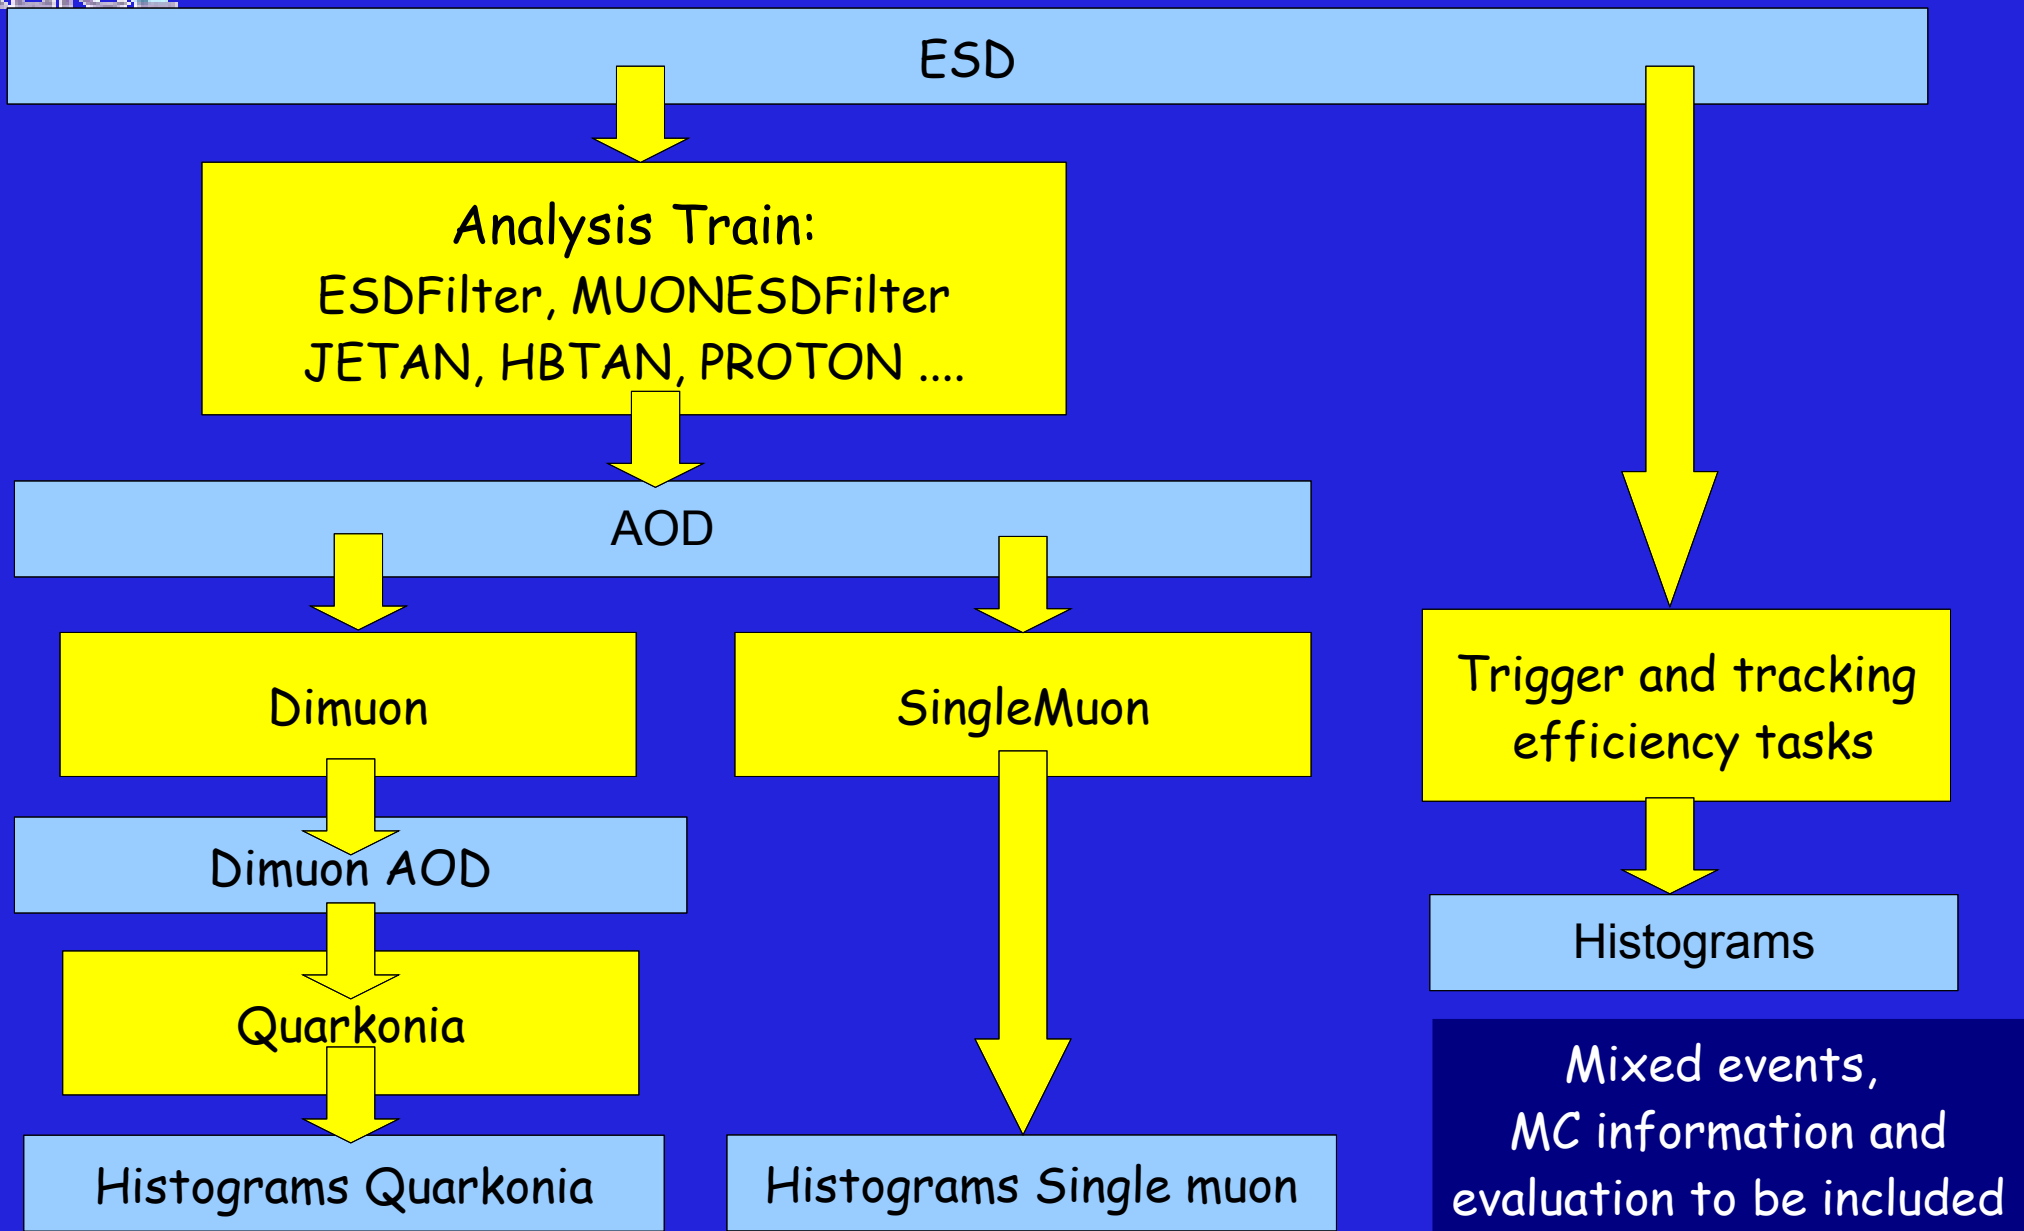 ESD
Analysis Train:
ESDFilter, MUONESDFilter
JETAN, HBTAN, PROTON ....
AOD
Dimuon
SingleMuon
Trigger and tracking
efficiency tasks
Dimuon AOD
Histograms
Quarkonia
Mixed events,
MC information and
evaluation to be included
Histograms Quarkonia
Histograms Single muon